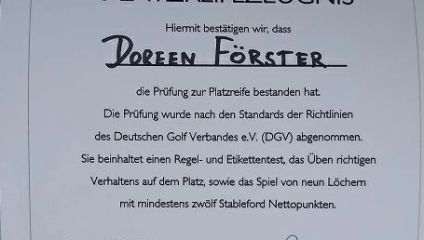 PLATZREIFEZEUGNIS
Hiermit bestätigen wir, dass
DOREEN FÖRSTER
die Prüfung zur Platzreife bestanden hat.
Die Prüfung wurde nach den Standards der Richtlinien
des Deutschen Golf Verbandes e.V. (DGV) abgenommen.
Sie beinhaltet einen Regel- und Etikettentest, das Üben richtigen
Verhaltens auf dem Platz, sowie das Spiel von neun Löchern
mit mindestens zwölf Stableford Nettopunkten.